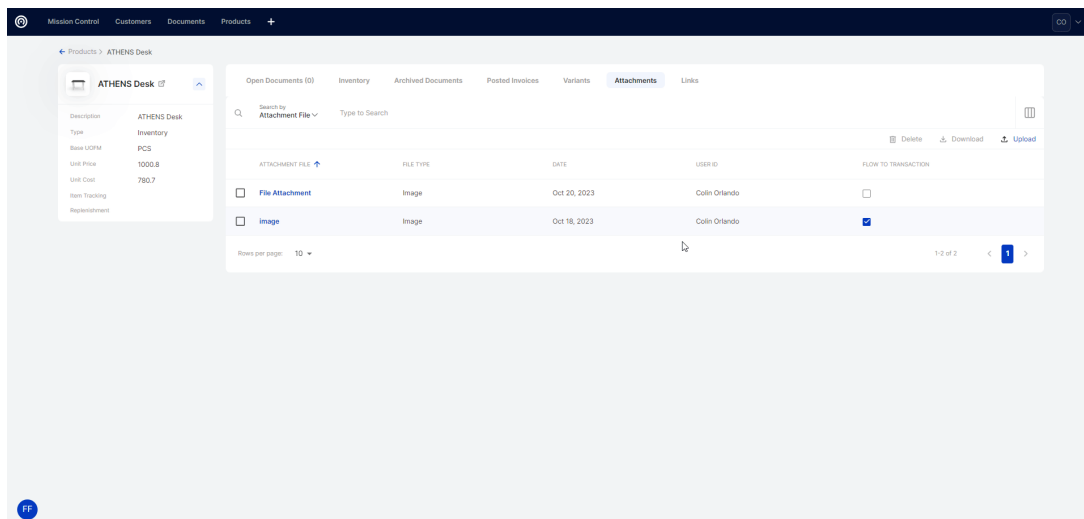 Mission Control Customers Documents Products +
CO
← Products > ATHENS Desk
ATHENS Desk
Description ATHENS Desk
Type Inventory
Base UOFM PCS
Unit Price 1000.8
Unit Cost 780.7
Item Tracking
Replenishment
Open Documents (0) Inventory Archived Documents Posted Invoices Variants Attachments Links
Search by
Attachment File Type to Search
Delete Download Upload
ATTACHMENT FILE FILE TYPE DATE USER ID FLOW TO TRANSACTION
File Attachment Image Oct 20, 2023 Colin Orlando
image Image Oct 18, 2023 Colin Orlando
Rows per page: 10 1-2 of 2 < 1 >
FF